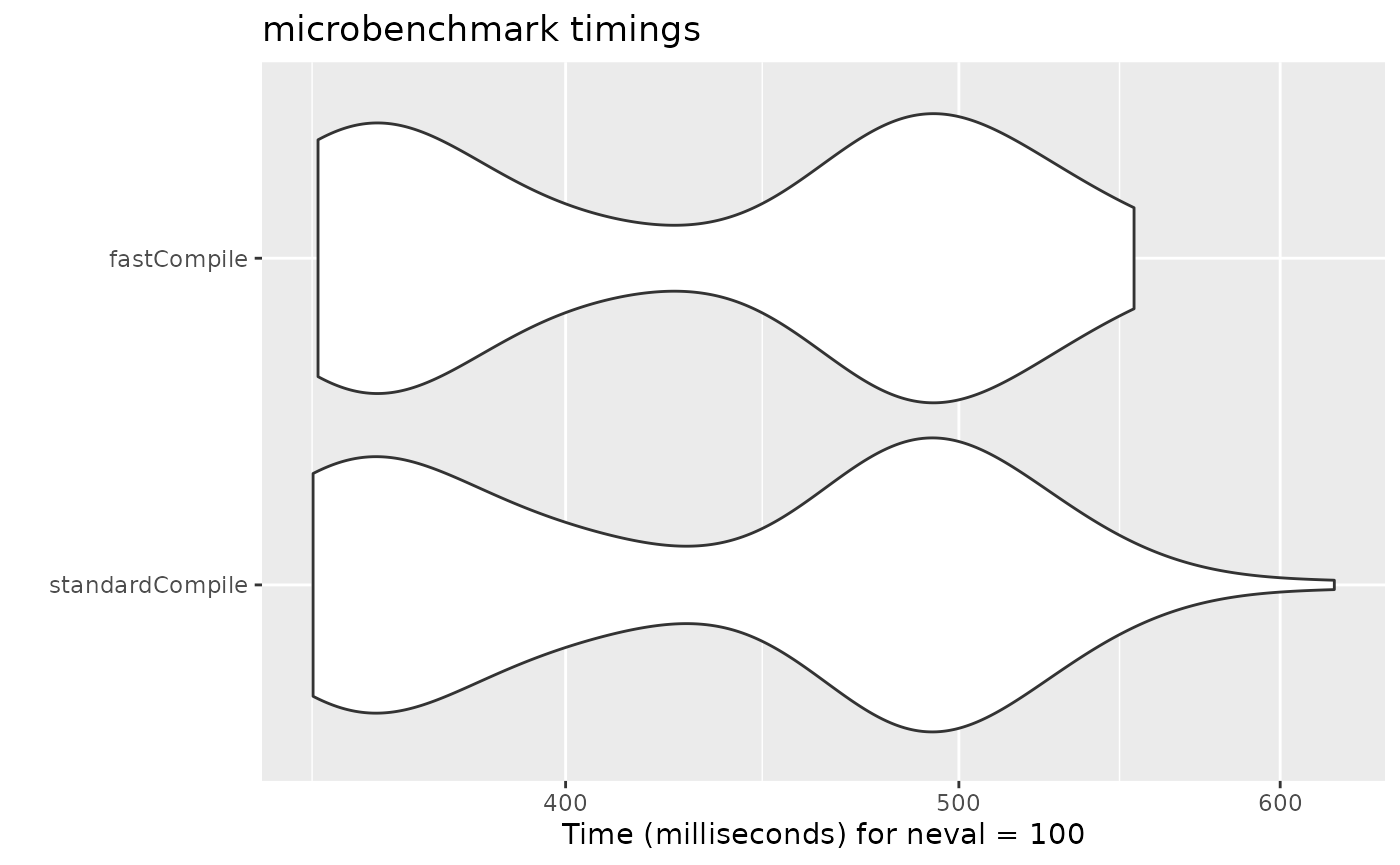 microbenchmark timings
fastCompile
standardCompile
400 500 600
Time (milliseconds) for neval = 100